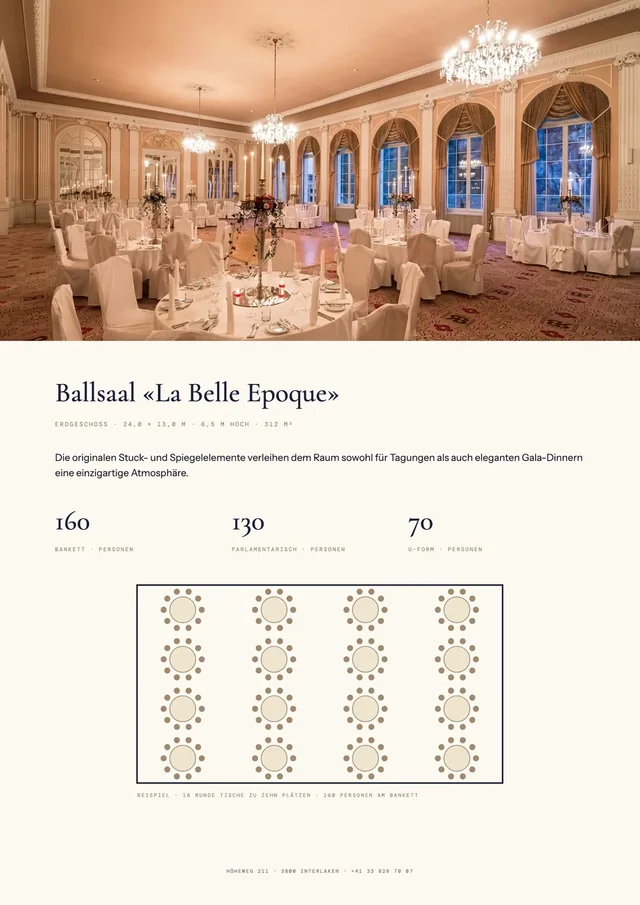 Ballsaal «La Belle Epoque»
ERDGESCHOSS · 24,0 × 13,0 M · 6,5 M HOCH · 312 M²
Die originalen Stuck- und Spiegelelemente verleihen dem Raum sowohl für Tagungen als auch eleganten Gala-Dinnern
eine einzigartige Atmosphäre.
160
BANKETT · PERSONEN
130
PARLAMENTARISCH · PERSONEN
70
U-FORM · PERSONEN
BEISPIEL · 16 RUNDE TISCHE ZU ZEHN PLÄTZEN · 160 PERSONEN AM BANKETT
HÖHEWEG 211 · 3800 INTERLAKEN · +41 33 826 70 07